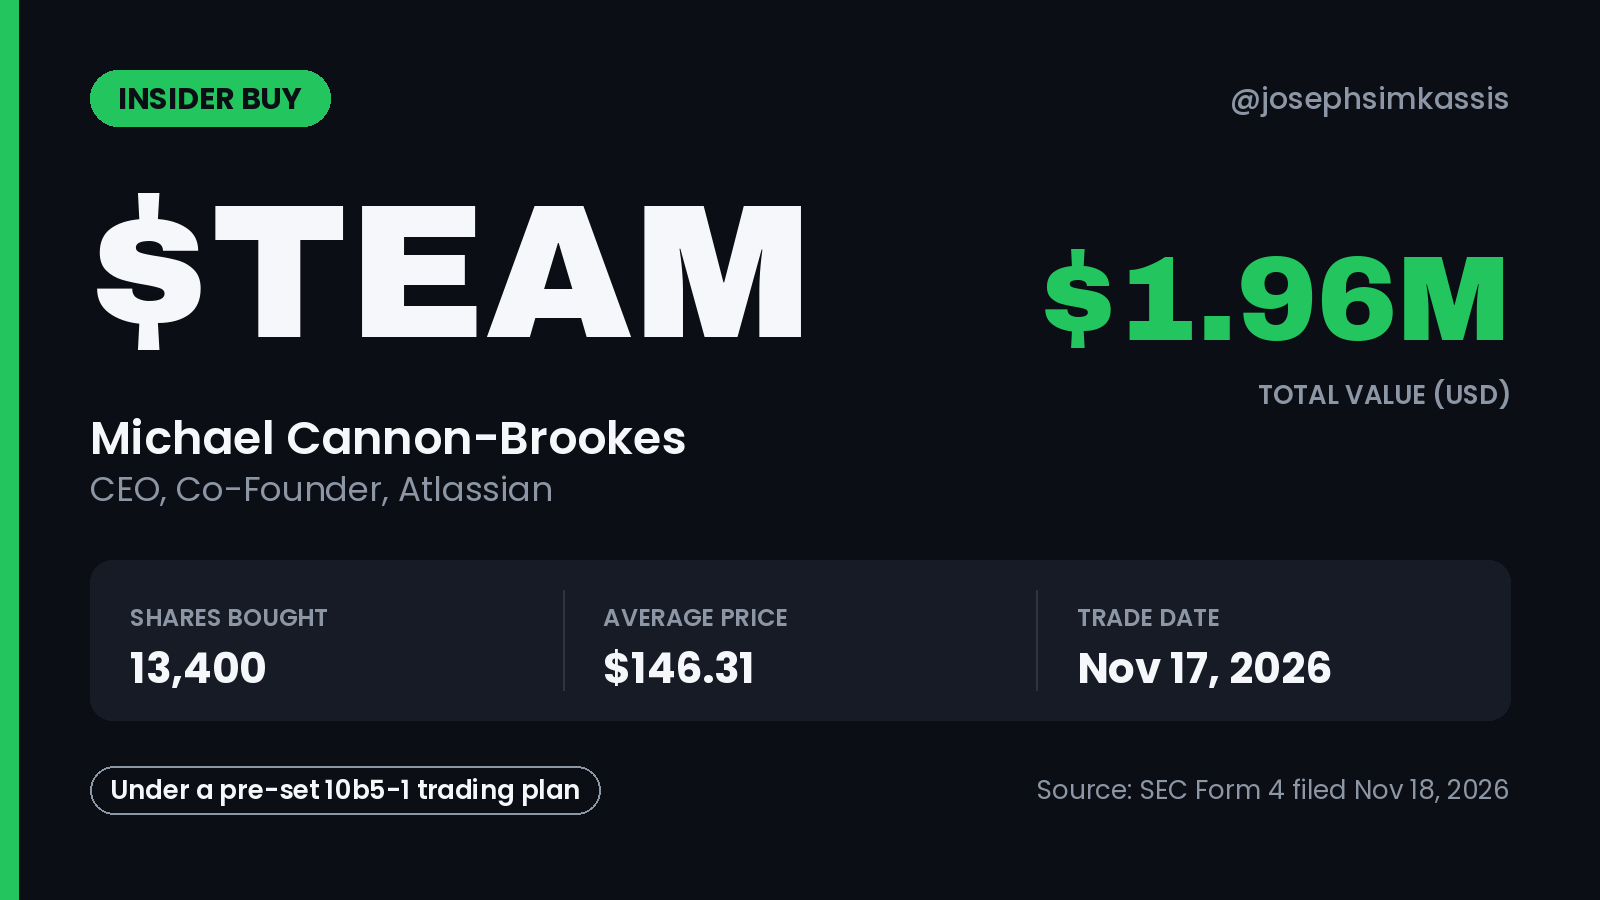 INSIDER BUY
@josephsimkassis
$TEAM
$1.96M
TOTAL VALUE (USD)
Michael Cannon-Brookes
CEO, Co-Founder, Atlassian
SHARES BOUGHT
13,400
AVERAGE PRICE
$146.31
TRADE DATE
Nov 17, 2026
Under a pre-set 10b5-1 trading plan
Source: SEC Form 4 filed Nov 18, 2026